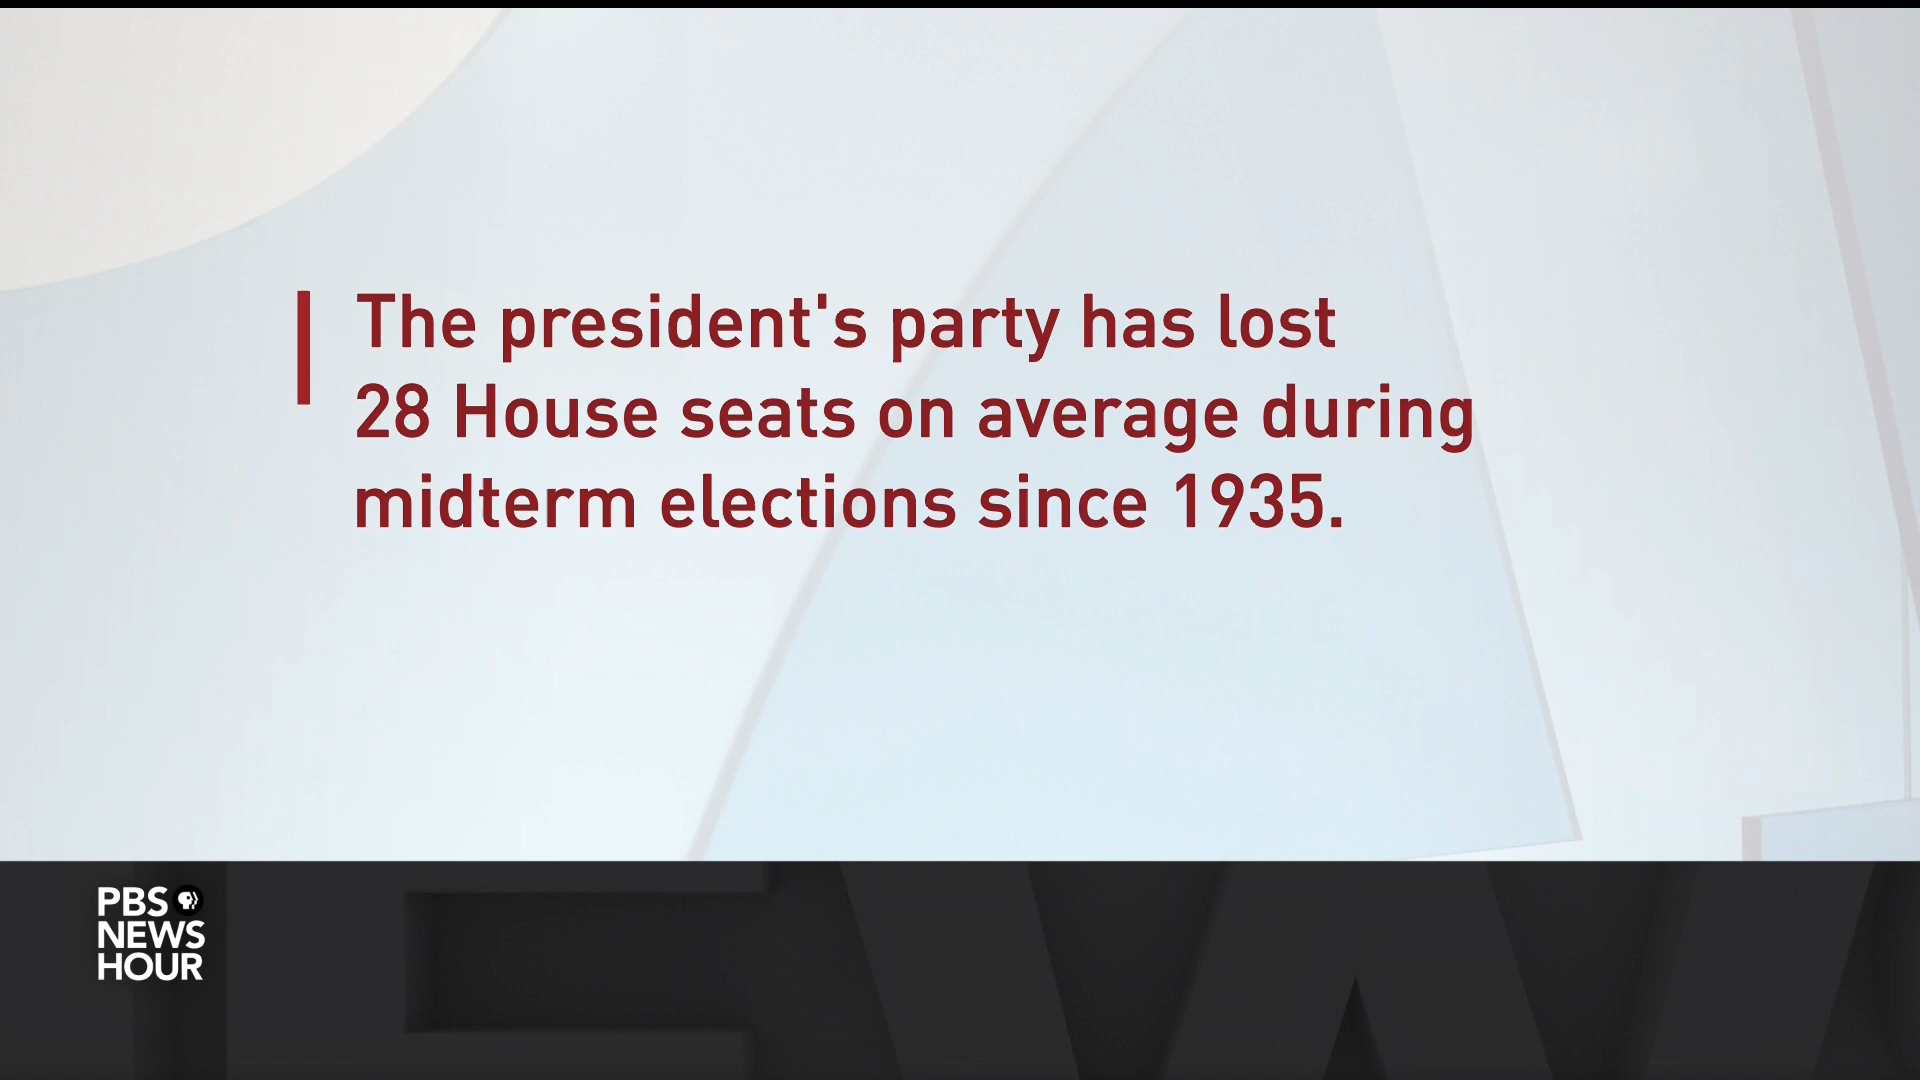 The president's party has lost
28 House seats on average during
midterm elections since 1935.
PBS
NEWS
HOUR